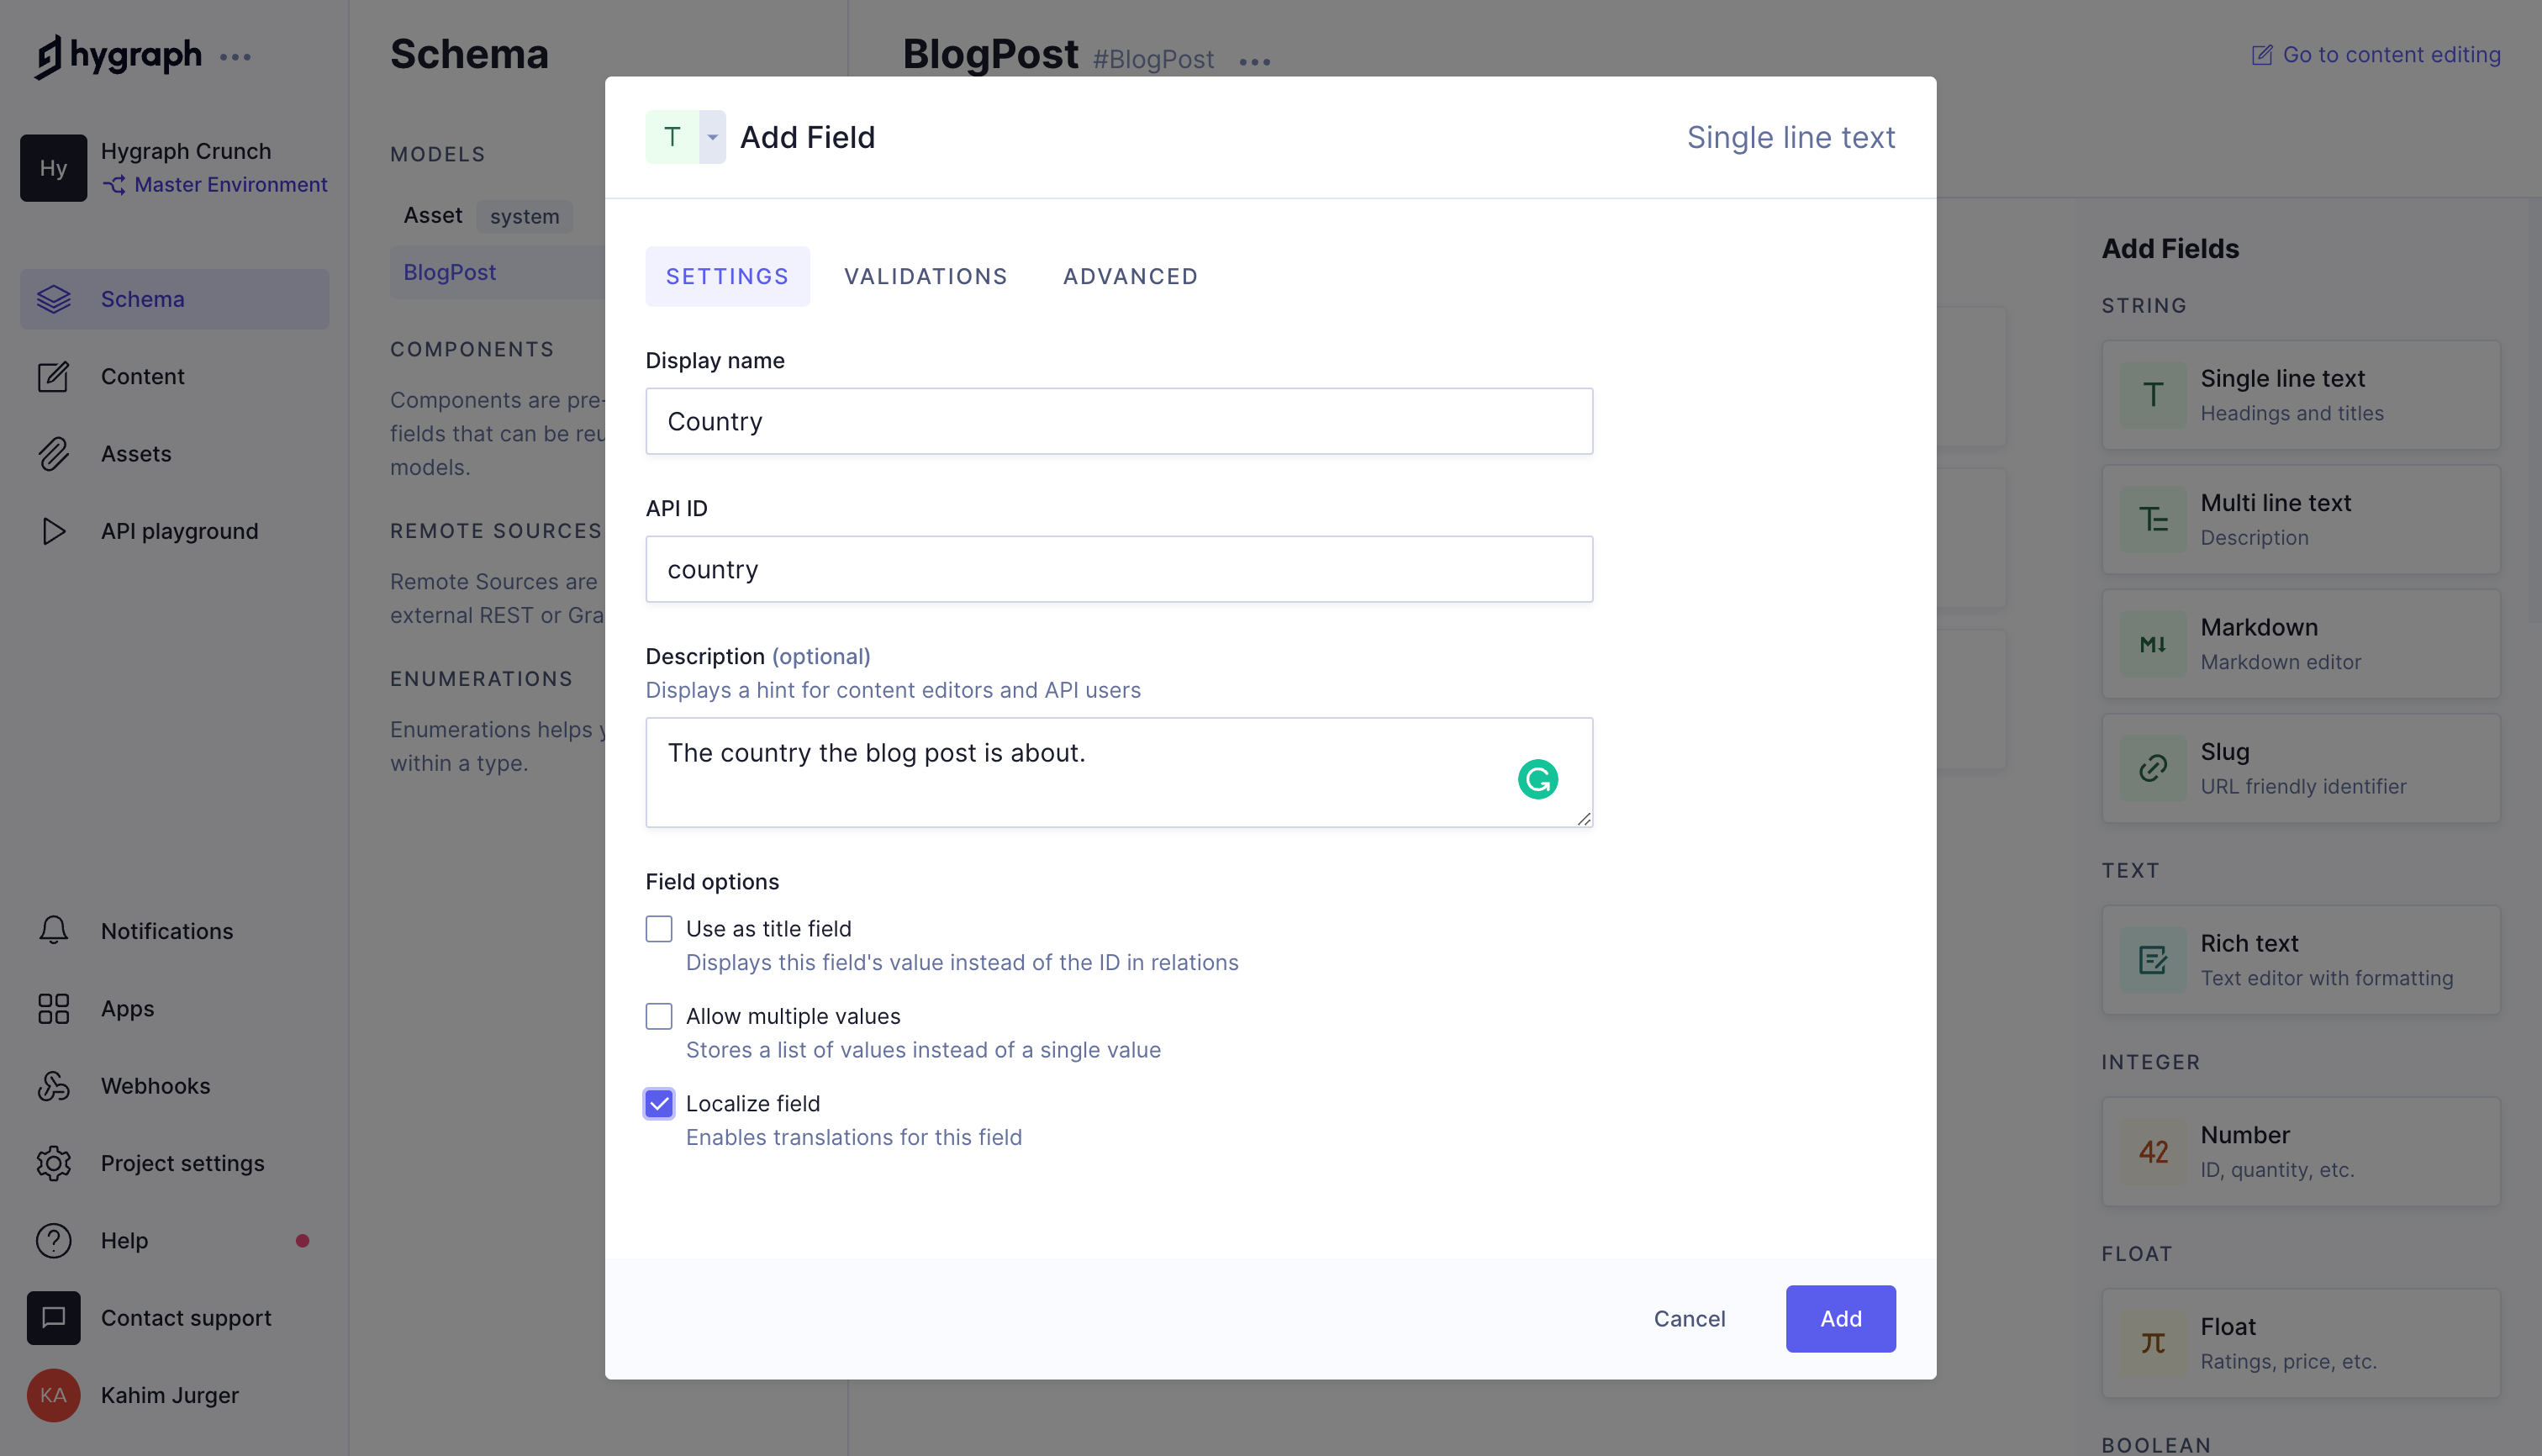 hygraph
Hy
Hygraph Crunch
Master Environment
Schema
Content
Assets
API playground
Notifications
Apps
Webhooks
Project settings
Help
Contact support
KA
Kahim Jurger
Schema
MODELS
Asset system
BlogPost
COMPONENTS
Components are pre-
fields that can be reu
models.
REMOTE SOURCES
Remote Sources are
external REST or Gra
ENUMERATIONS
Enumerations helps y
within a type.
BlogPost #BlogPost
Go to content editing
T Add Field
Single line text
SETTINGS VALIDATIONS ADVANCED
Display name
Country
API ID
country
Description (optional)
Displays a hint for content editors and API users
The country the blog post is about.
Field options
Use as title field
Displays this field's value instead of the ID in relations
Allow multiple values
Stores a list of values instead of a single value
Localize field
Enables translations for this field
Cancel Add
Add Fields
STRING
T Single line text
Headings and titles
Multi line text
Description
M↓ Markdown
Markdown editor
Slug
URL friendly identifier
TEXT
Rich text
Text editor with formatting
INTEGER
42 Number
ID, quantity, etc.
FLOAT
π Float
Ratings, price, etc.
BOOLEAN